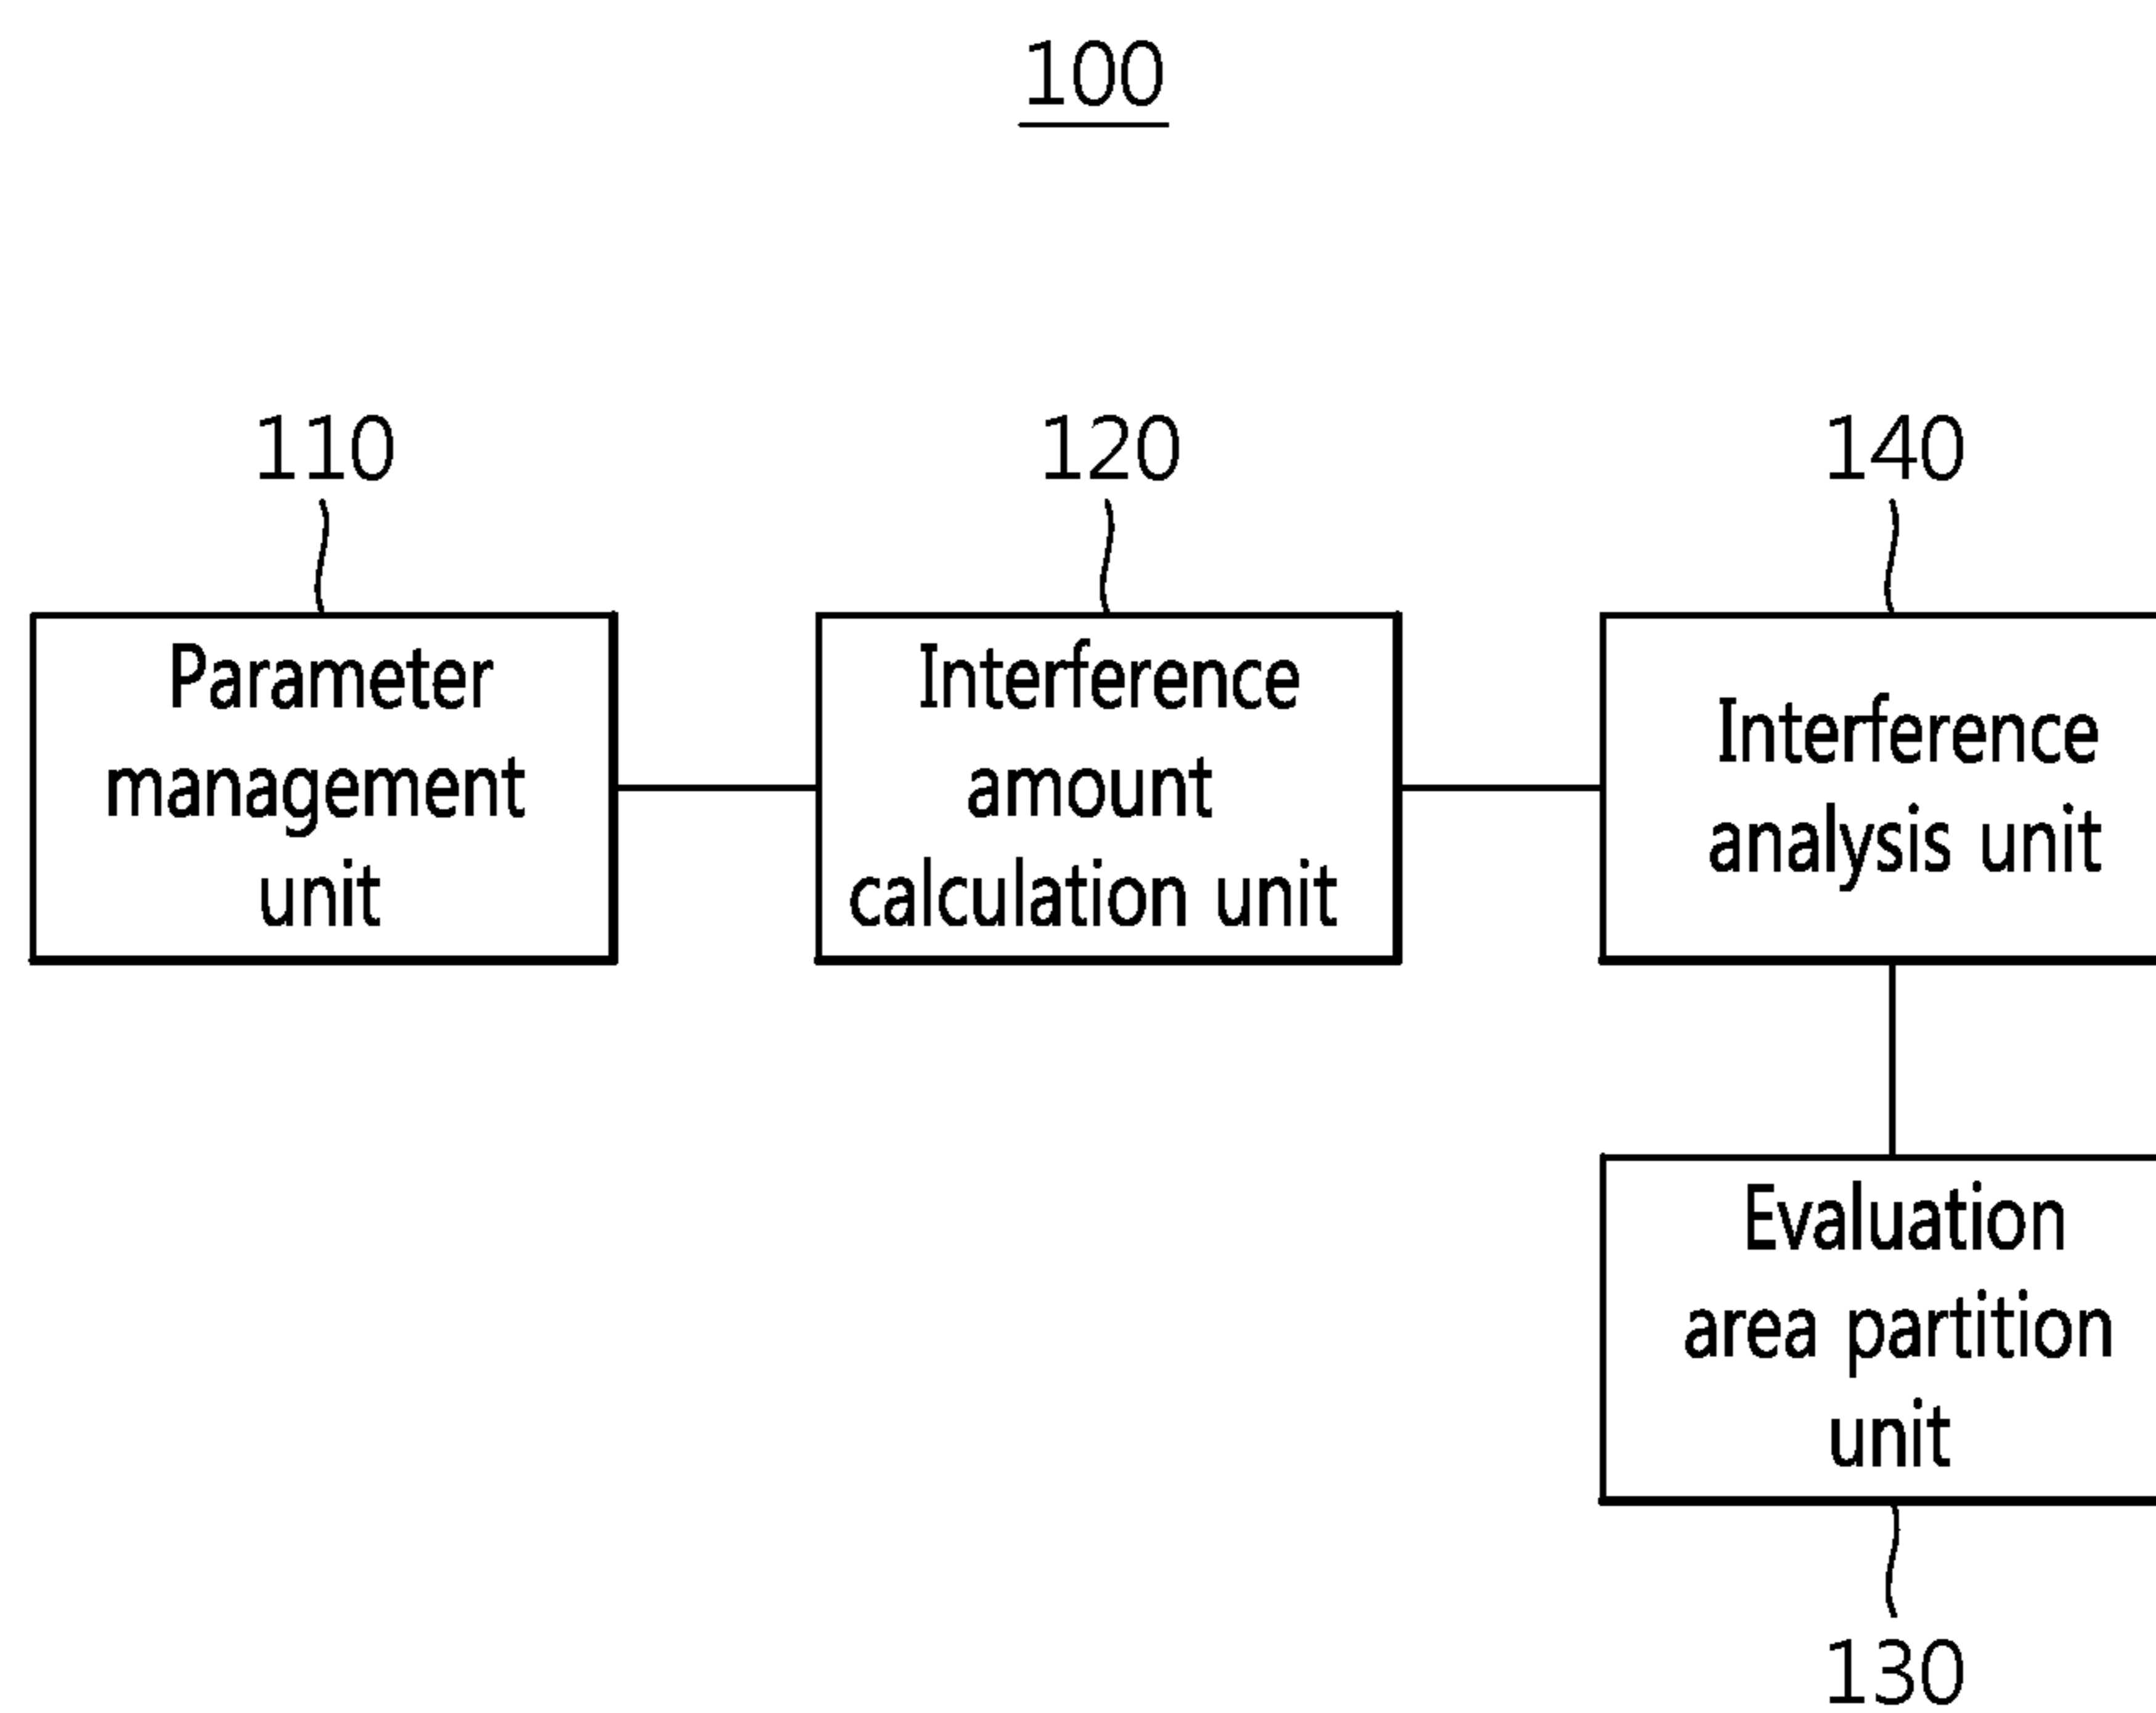 100
110
Parameter
management
unit
120
Interference
amount
calculation unit
140
Interference
analysis unit
Evaluation
area partition
unit
130